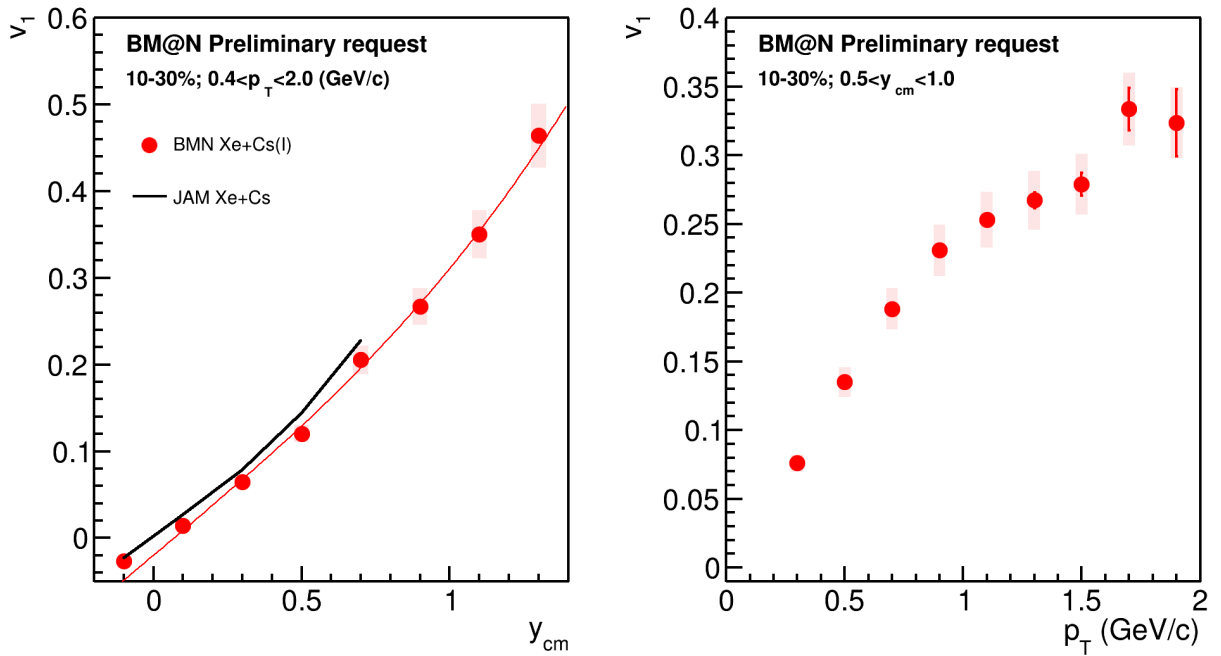 v1
0.6
0.5
0.4
0.3
0.2
0.1
0
BM@N Preliminary request
10-30%; 0.4<pT<2.0 (GeV/c)
BMN Xe+Cs(I)
JAM Xe+Cs
0 0.5 1
ycm
v1
0.4
0.35
0.3
0.25
0.2
0.15
0.1
0.05
0
BM@N Preliminary request
10-30%; 0.5<ycm<1.0
0 0.5 1 1.5 2
pT (GeV/c)